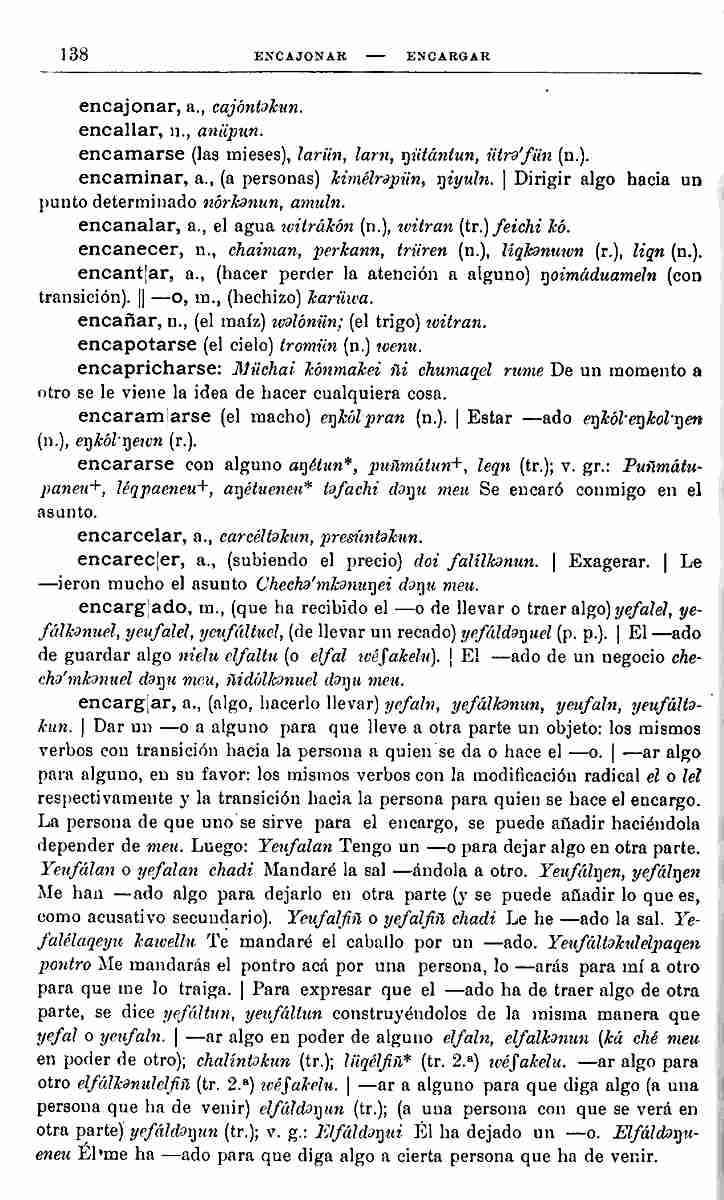 138 ENCAJONAR — ENCARGAR
encajonar, a., cajóntəkun.
encallar, n., anüpun.
encamarse (las mieses), larün, larn, ŋütántun, ütrə'fün (n.).
encaminar, a., (a personas) kimélrəpün, ŋiyuln. | Dirigir algo hacia un
punto determinado nórkənun, amuln.
encanalar, a., el agua witrákón (n.), witran (tr.) feichi kó.
encanecer, n., chaiman, perkann, trüren (n.), líqkənuwn (r.), liqn (n.).
encant|ar, a., (hacer perder la atención a alguno) ŋoimáduameln (con
transición). || —o, m., (hechizo) karüwa.
encañar, n., (el maíz) wəlónün; (el trigo) witran.
encapotarse (el cielo) tromün (n.) wenu.
encapricharse: Müchai kónmakei ñi chumaqel rume De un momento a
otro se le viene la idea de hacer cualquiera cosa.
encaram|arse (el macho) eŋkól pran (n.). | Estar —ado eŋkól·eŋkol·ŋen
(n.), eŋkól·ŋewn (r.).
encararse con alguno aŋétun*, puñmátun+, leqn (tr.); v. gr.: Puñmátu-
paneu+, léqpaeneu+, aŋétueneu* təfachi dəŋu meu Se encaró conmigo en el
asunto.
encarcelar, a., carcéltəkun, presúntəkun.
encarec|er, a., (subiendo el precio) doi falílkənun. | Exagerar. | Le
—ieron mucho el asunto Chechə'mkənuŋei dəŋu meu.
encarg|ado, m., (que ha recibido el —o de llevar o traer algo) yefalel, ye-
fálkənuel, yeufalel, yeufáltuel, (de llevar un recado) yefáldəŋuel (p. p.). | El —ado
de guardar algo nielu elfaltu (o elfal wéʃakelu). | El —ado de un negocio che-
chə'mkənuel dəŋu meu, ñidólkənuel dəŋu meu.
encarg|ar, a., (algo, hacerlo llevar) yefaln, yefálkənun, yeufaln, yeufáltə-
kun. | Dar un —o a alguno para que lleve a otra parte un objeto: los mismos
verbos con transición hacia la persona a quien se da o hace el —o. | —ar algo
para alguno, en su favor: los mismos verbos con la modificación radical el o lel
respectivamente y la transición hacia la persona para quien se hace el encargo.
La persona de que uno se sirve para el encargo, se puede añadir haciéndola
depender de meu. Luego: Yeufalan Tengo un —o para dejar algo en otra parte.
Yeufálan o yefalan chadi Mandaré la sal —ándola a otro. Yeufálŋen, yefálŋen
Me han —ado algo para dejarlo en otra parte (y se puede añadir lo que es,
como acusativo secundario). Yeufalfiñ o yefalfiñ chadi Le he —ado la sal. Ye-
falélaqeyu kawellu Te mandaré el caballo por un —ado. Yeufáltəkulelpaqen
pontro Me mandarás el pontro acá por una persona, lo —arás para mí a otro
para que me lo traiga. | Para expresar que el —ado ha de traer algo de otra
parte, se dice yefáltun, yeufáltun construyéndolos de la misma manera que
yefal o yeufaln. | —ar algo en poder de alguno elfaln, elfalkənun (ká ché meu
en poder de otro); chalíntəkun (tr.); lüqélfiñ* (tr. 2.ª) wéʃakelu. —ar algo para
otro elfálkənulelfiñ (tr. 2.ª) wéʃakelu. | —ar a alguno para que diga algo (a una
persona que ha de venir) elfáldəŋun (tr.); (a una persona con que se verá en
otra parte) yefáldəŋun (tr.); v. g.: Elfáldəŋui Él ha dejado un —o. Elfáldəŋu-
eneu Él me ha —ado para que diga algo a cierta persona que ha de venir.